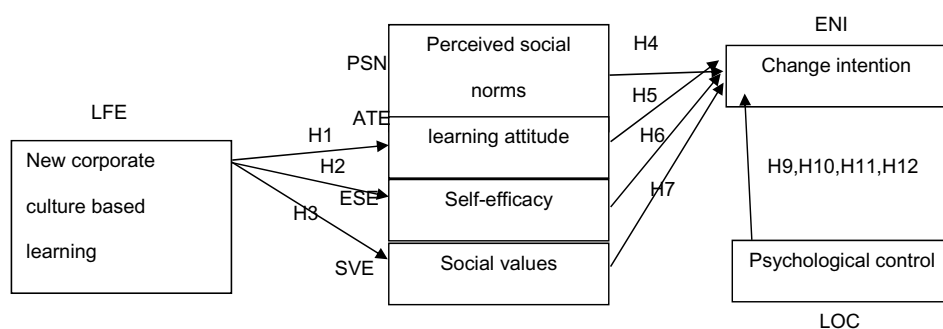 ENI
Perceived social
norms
H4
PSN
Change intention
LFE
H5
ATE
learning attitude
H1
H6
New corporate
culture based
learning
H2
H9,H10,H11,H12
H7
ESE
Self-efficacy
H3
SVE
Social values
Psychological control
LOC